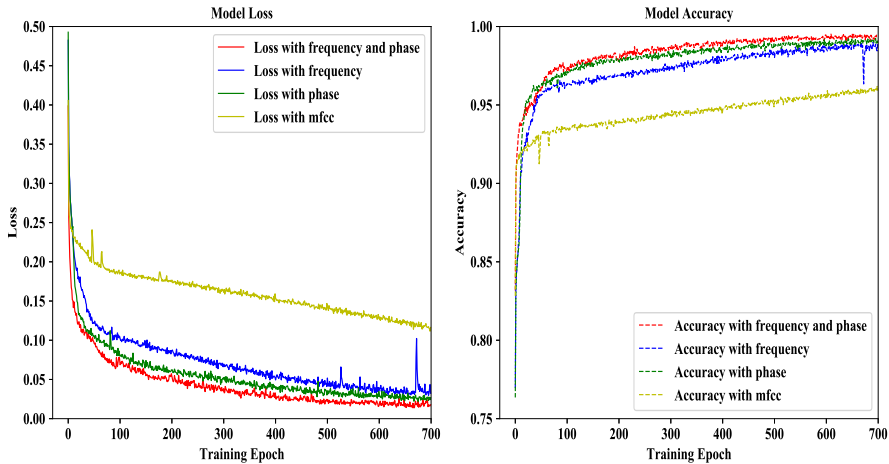 Model Loss
0.50
0.45
0.40
0.35
0.30
0.25
0.20
0.15
0.10
0.05
0.00
Loss
Loss with frequency and phase
Loss with frequency
Loss with phase
Loss with mfcc
0 100 200 300 400 500 600 700
Training Epoch
Model Accuracy
1.00
0.95
0.90
0.85
0.80
0.75
Accuracy
Accuracy with frequency and phase
Accuracy with frequency
Accuracy with phase
Accuracy with mfcc
0 100 200 300 400 500 600 700
Training Epoch